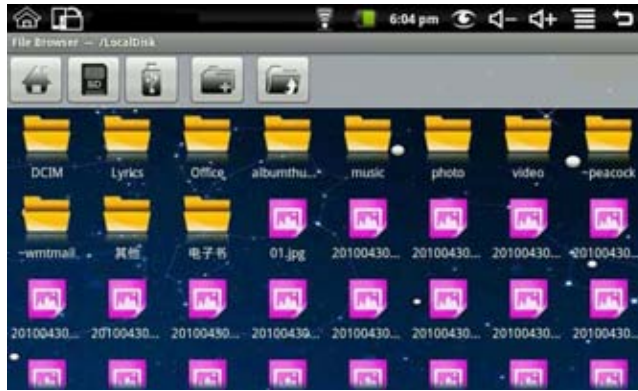 6:04 pm
File Browser — /LocalDisk
SD
DCIM Lyrics Office albumthu... music photo video ~peacock
~wmtmall 其他 电子书 01.jpg 20100430... 20100430... 20100430... 20100430...
20100430... 20100430... 20100430... 20100430... 20100430... 20100430... 20100430... 20100430...